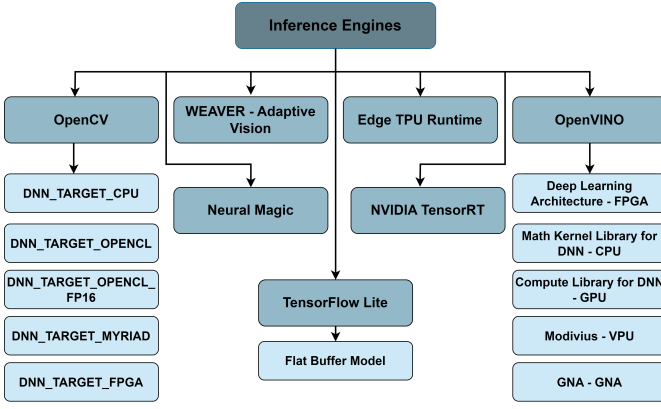 Inference Engines
OpenCV
WEAVER - Adaptive
Vision
Edge TPU Runtime
OpenVINO
DNN_TARGET_CPU
DNN_TARGET_OPENCL
DNN_TARGET_OPENCL_
FP16
DNN_TARGET_MYRIAD
DNN_TARGET_FPGA
Neural Magic
NVIDIA TensorRT
TensorFlow Lite
Flat Buffer Model
Deep Learning
Architecture - FPGA
Math Kernel Library for
DNN - CPU
Compute Library for DNN
- GPU
Modivius - VPU
GNA - GNA